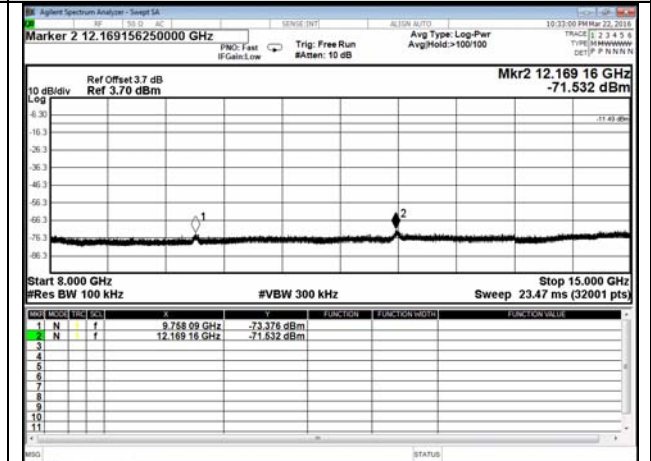 Agilent Spectrum Analyzer - Swept SA
RF 50 Ω AC SENSE:INT ALIGN AUTO 10:33:00 PM Mar 22, 2016
Marker 2 12.169156250000 GHz
PNO: Fast
IFGain:Low
Trig: Free Run
#Atten: 10 dB
Avg Type: Log-Pwr
Avg|Hold:>100/100
TRACE 1 2 3 4 5 6
TYPE M M W W W W
DET P P N N N N
Mkr2 12.169 16 GHz
-71.532 dBm
Ref Offset 3.7 dB
10 dB/div Ref 3.70 dBm
Log
-6.30
-11.49 dBm
-16.3
-26.3
-36.3
-46.3
-56.3
-66.3
-76.3
-86.3
1
2
Start 8.000 GHz Stop 15.000 GHz
#Res BW 100 kHz #VBW 300 kHz Sweep 23.47 ms (32001 pts)
MKR MODE TRC SCL X Y FUNCTION FUNCTION WIDTH FUNCTION VALUE
1 N 1 f 9.758 09 GHz -73.376 dBm
2 N 1 f 12.169 16 GHz -71.532 dBm
3
4
5
6
7
8
9
10
11
MSG STATUS